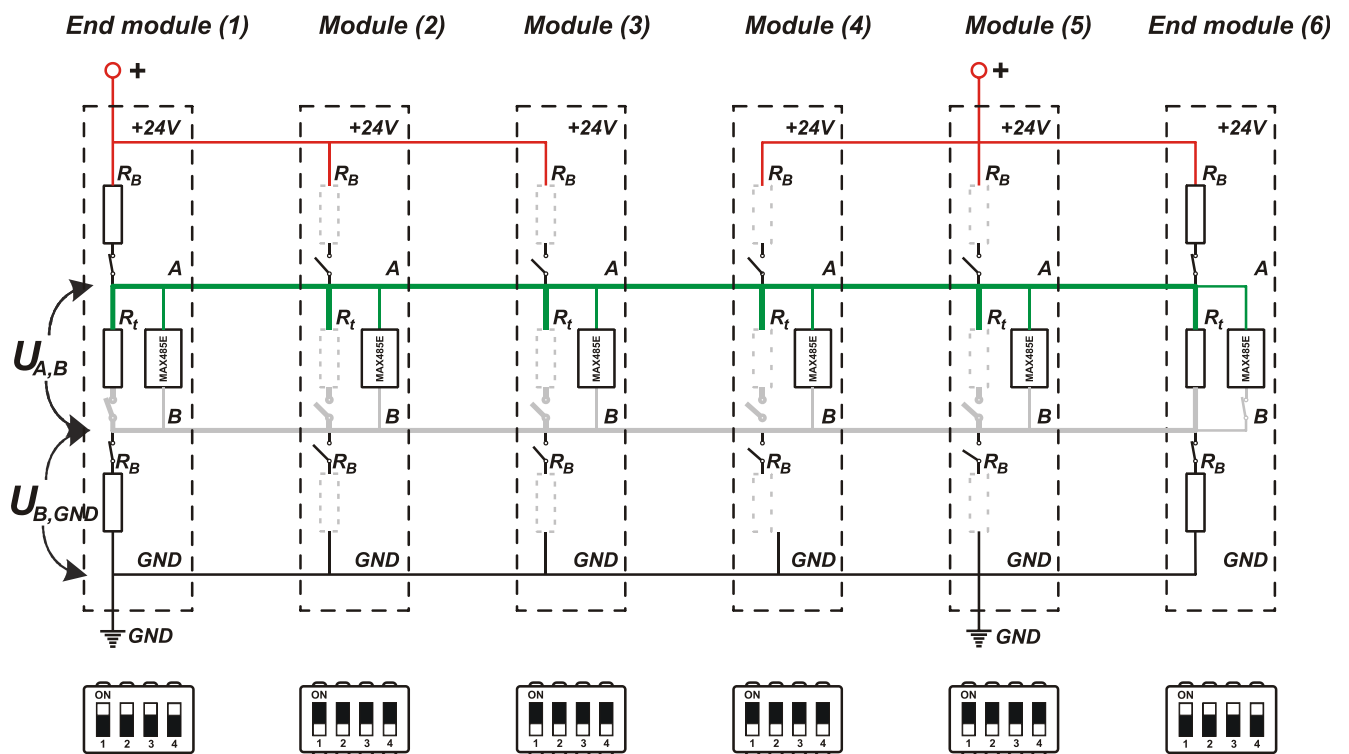 End module (1) Module (2) Module (3) Module (4) Module (5) End module (6)
+ +
+24V +24V +24V +24V +24V +24V
RB RB RB RB RB RB
A A A A A A
Rt Rt Rt Rt Rt Rt
UA,B
MAX485E MAX485E MAX485E MAX485E MAX485E MAX485E
B B B B B B
RB RB RB RB RB RB
UB,GND
GND GND GND GND GND GND
GND GND
ON ON ON ON ON ON
1 2 3 4 1 2 3 4 1 2 3 4 1 2 3 4 1 2 3 4 1 2 3 4